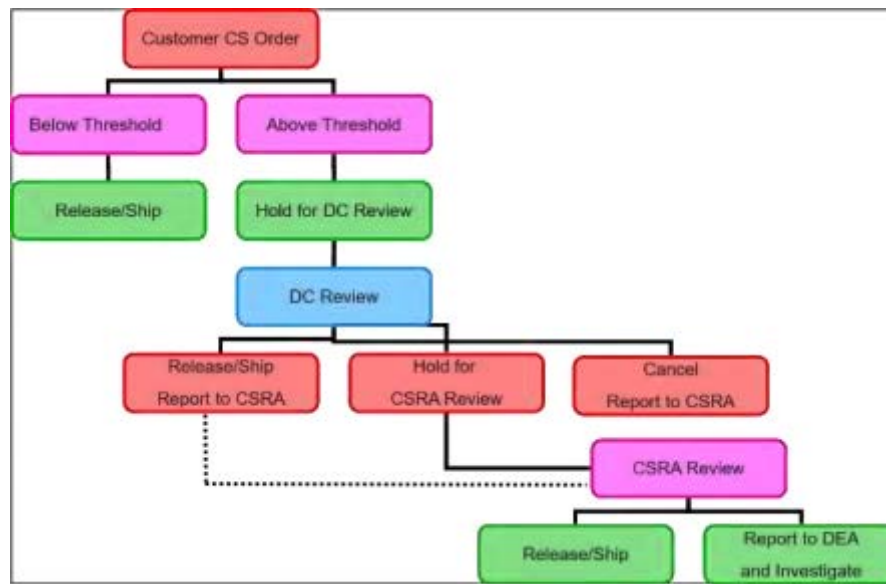 Customer CS Order
Below Threshold
Above Threshold
Release/Ship
Hold for DC Review
DC Review
Release/Ship
Report to CSRA
Hold for
CSRA Review
Cancel
Report to CSRA
CSRA Review
Release/Ship
Report to DEA
and Investigate